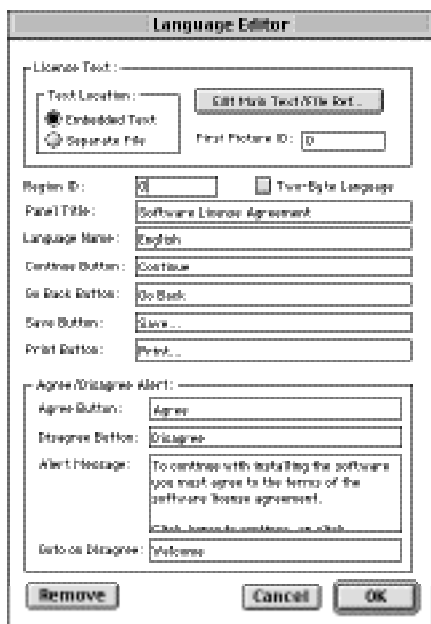 Language Editor
License Text:
Text Location:
Embedded Text
Separate File
Edit Main Text/File Ref...
First Picture ID: 0
Region ID: 0
Two-Byte Language
Panel Title: Software License Agreement
Language Name: English
Continue Button: Continue
Go Back Button: Go Back
Save Button: Save...
Print Button: Print...
Agree/Disagree Alert:
Agree Button: Agree
Disagree Button: Disagree
Alert Message: To continue with installing the software
you must agree to the terms of the
software license agreement.
Goto on Disagree: Welcome
Remove
Cancel
OK